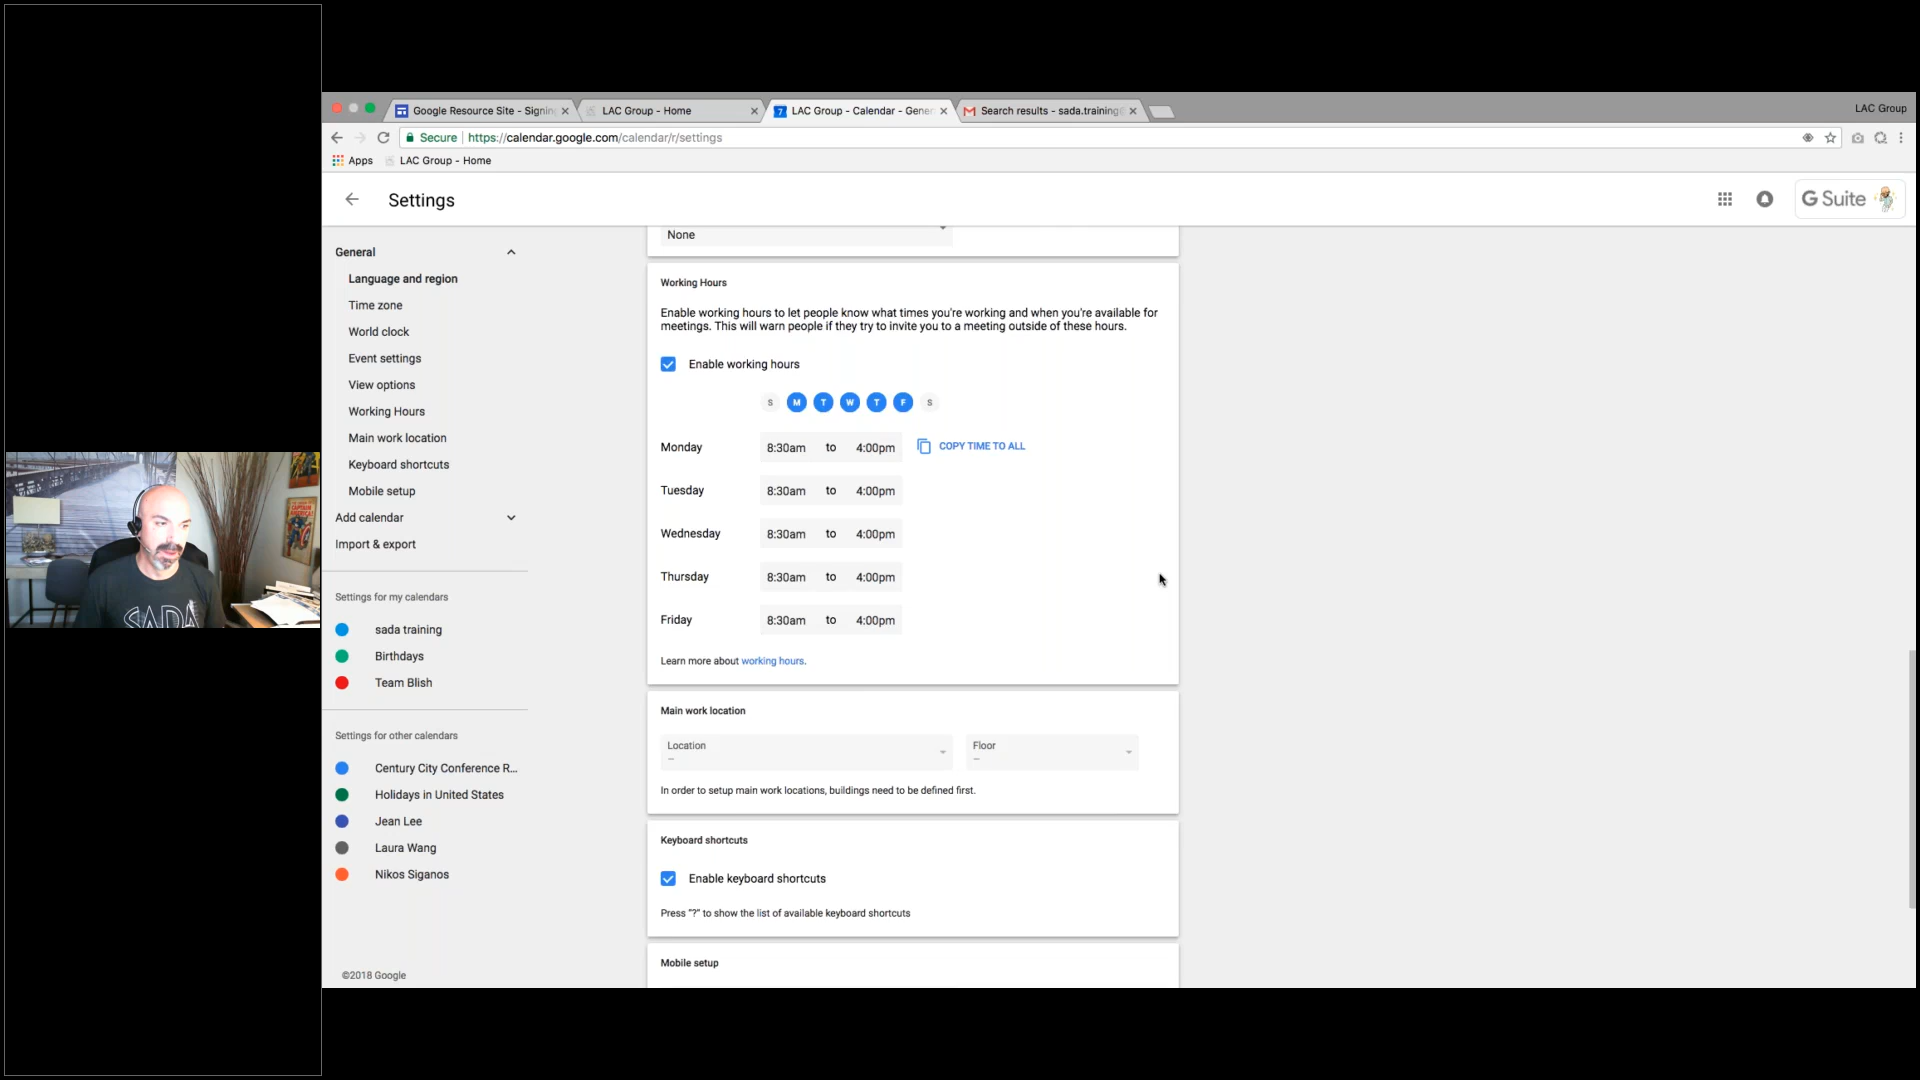 Google Resource Site - Signin
LAC Group - Home
LAC Group - Calendar - Gener
Search results - sada.training@
LAC Group
Secure
https://calendar.google.com/calendar/r/settings
Apps
LAC Group - Home
Settings
G Suite
General
Language and region
Time zone
World clock
Event settings
View options
Working Hours
Main work location
Keyboard shortcuts
Mobile setup
Add calendar
Import & export
Settings for my calendars
sada training
Birthdays
Team Blish
Settings for other calendars
Century City Conference R...
Holidays in United States
Jean Lee
Laura Wang
Nikos Siganos
©2018 Google
None
Working Hours
Enable working hours to let people know what times you're working and when you're available for
meetings. This will warn people if they try to invite you to a meeting outside of these hours.
Enable working hours
S M T W T F S
Monday 8:30am to 4:00pm COPY TIME TO ALL
Tuesday 8:30am to 4:00pm
Wednesday 8:30am to 4:00pm
Thursday 8:30am to 4:00pm
Friday 8:30am to 4:00pm
Learn more about working hours.
Main work location
Location
–
Floor
–
In order to setup main work locations, buildings need to be defined first.
Keyboard shortcuts
Enable keyboard shortcuts
Press "?" to show the list of available keyboard shortcuts
Mobile setup
SADA